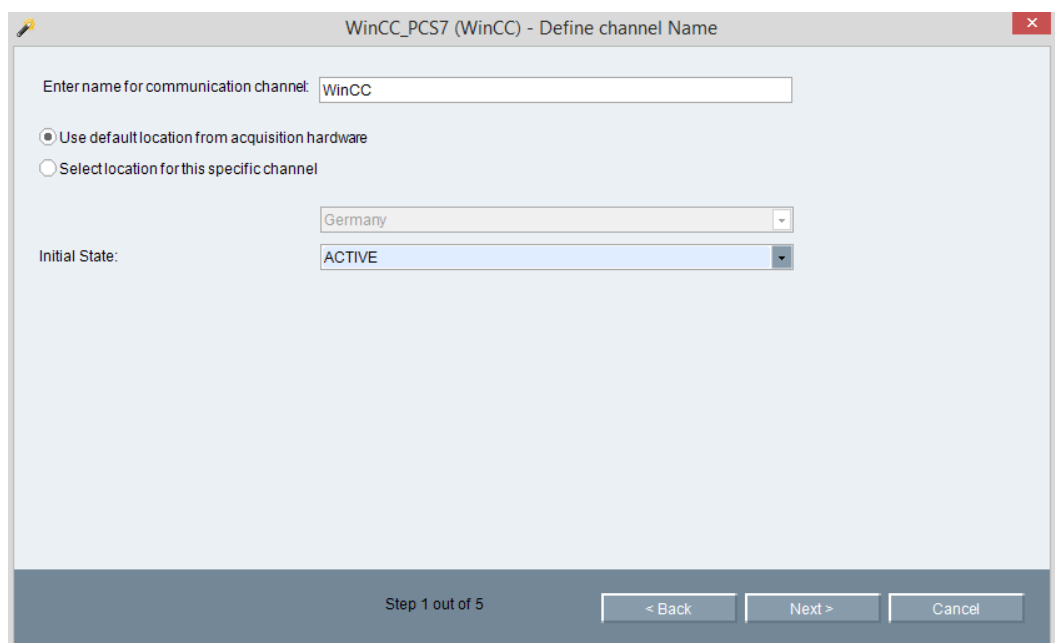 WinCC_PCS7 (WinCC) - Define channel Name
Enter name for communication channel: WinCC
Use default location from acquisition hardware
Select location for this specific channel
Germany
Initial State: ACTIVE
Step 1 out of 5 < Back Next > Cancel